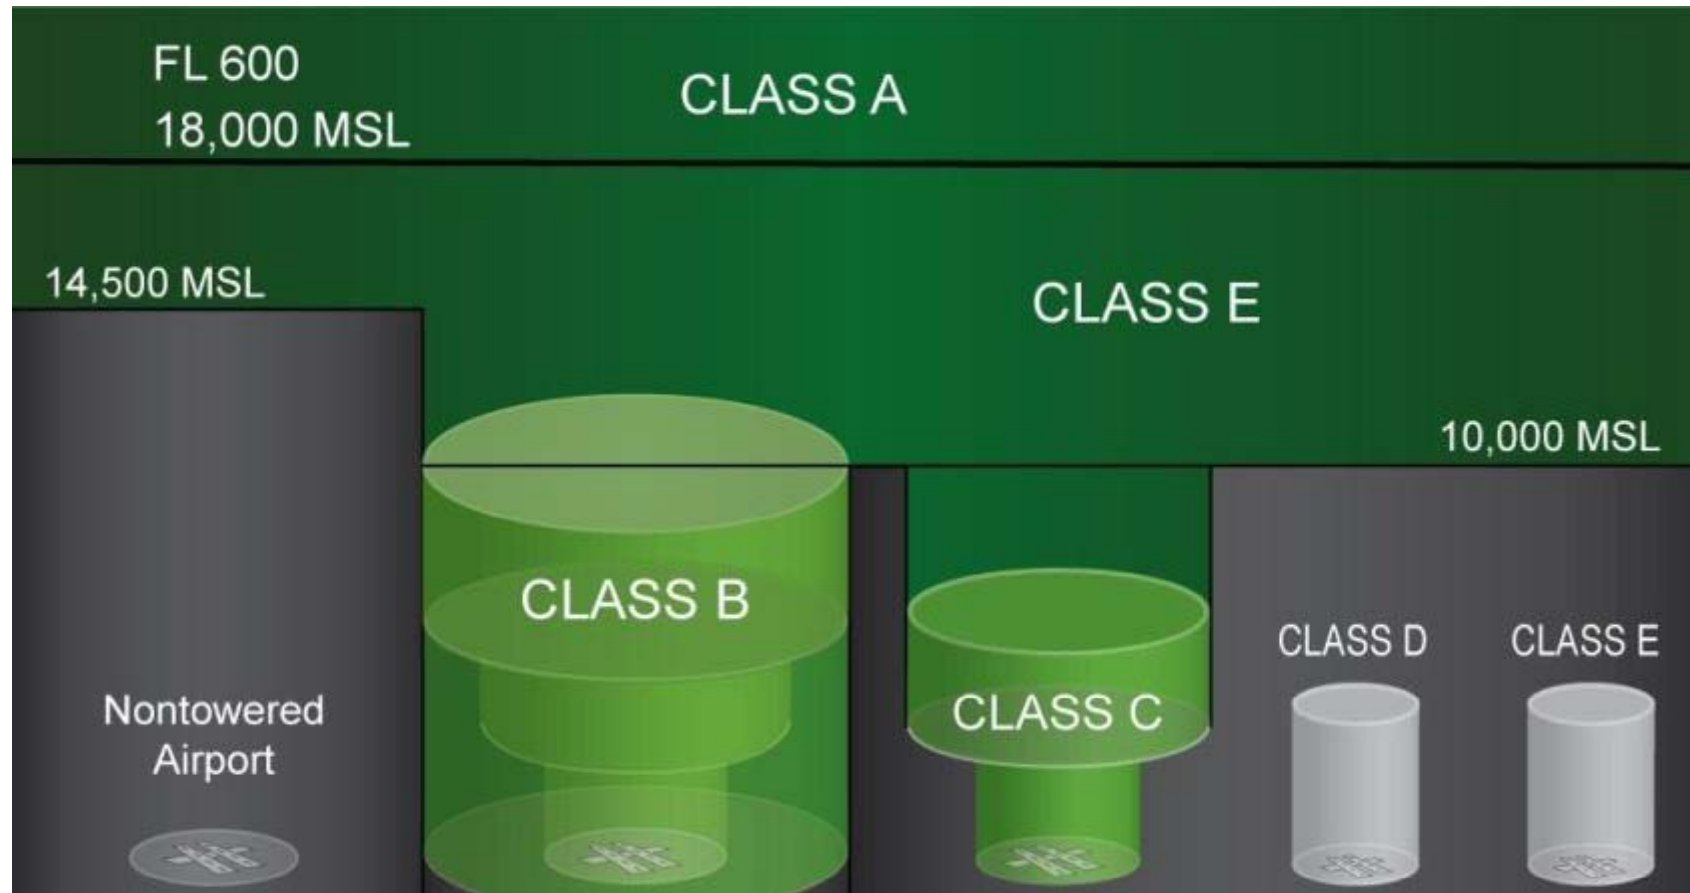 FL 600
18,000 MSL
CLASS A
14,500 MSL
CLASS E
10,000 MSL
CLASS B
CLASS D
CLASS E
Nontowered
Airport
CLASS C